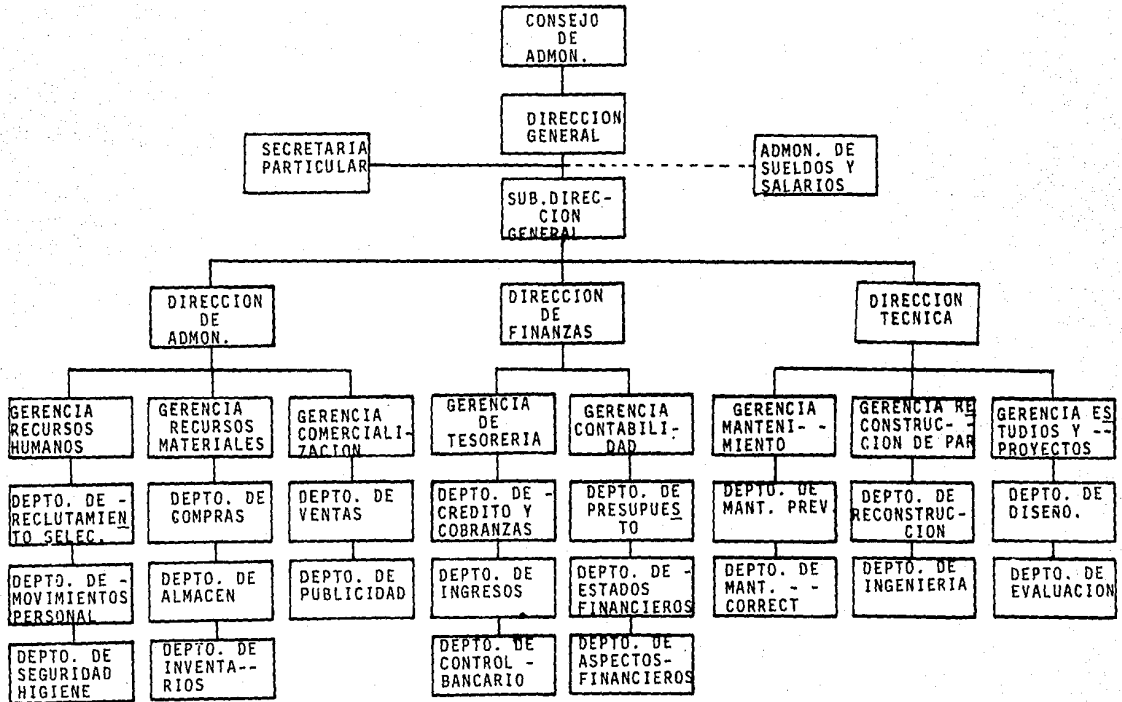 CONSEJO
DE
ADMON.
DIRECCION
GENERAL
SECRETARIA
PARTICULAR
ADMON. DE
SUELDOS Y
SALARIOS
SUB.DIREC-
CION
GENERAL
DIRECCION
DE
ADMON.
DIRECCION
DE
FINANZAS
DIRECCION
TECNICA
GERENCIA
RECURSOS
HUMANOS
GERENCIA
RECURSOS
MATERIALES
GERENCIA
COMERCIALI-
ZACION
GERENCIA
DE
TESORERIA
GERENCIA
CONTABILI-
DAD
GERENCIA
MANTENI- -
MIENTO
GERENCIA RE
CONSTRUC- -
CION DE PAR
GERENCIA ES
TUDIOS Y --
PROYECTOS
DEPTO. DE -
RECLUTAMIEN
TO SELEC.
DEPTO. DE
COMPRAS
DEPTO. DE
VENTAS
DEPTO. DE -
CREDITO Y
COBRANZAS
DEPTO. DE
PRESUPUES
TO
DEPTO. DE
MANT. PREV
DEPTO. DE
RECONSTRUC-
CION
DEPTO. DE
DISEÑO.
DEPTO. DE -
MOVIMIENTOS
PERSONAL
DEPTO. DE
ALMACEN
DEPTO. DE
PUBLICIDAD
DEPTO. DE
INGRESOS
DEPTO. DE -
ESTADOS
FINANCIEROS
DEPTO. DE
MANT. - -
CORRECT
DEPTO. DE
INGENIERIA
DEPTO. DE
EVALUACION
DEPTO. DE
SEGURIDAD
HIGIENE
DEPTO. DE
INVENTA--
RIOS
DEPTO. DE
CONTROL -
BANCARIO
DEPTO. DE
ASPECTOS-
FINANCIEROS